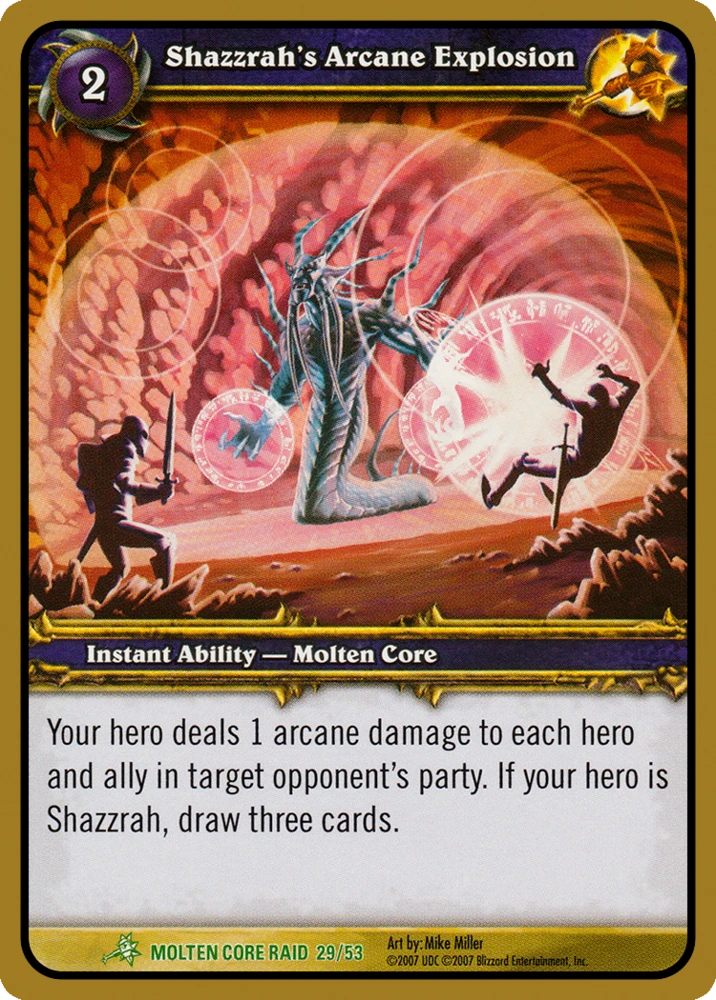 2
Shazzrah's Arcane Explosion
Instant Ability — Molten Core
Your hero deals 1 arcane damage to each hero
and ally in target opponent's party. If your hero is
Shazzrah, draw three cards.
MOLTEN CORE RAID 29/53
Art by: Mike Miller
©2007 UDC ©2007 Blizzard Entertainment, Inc.